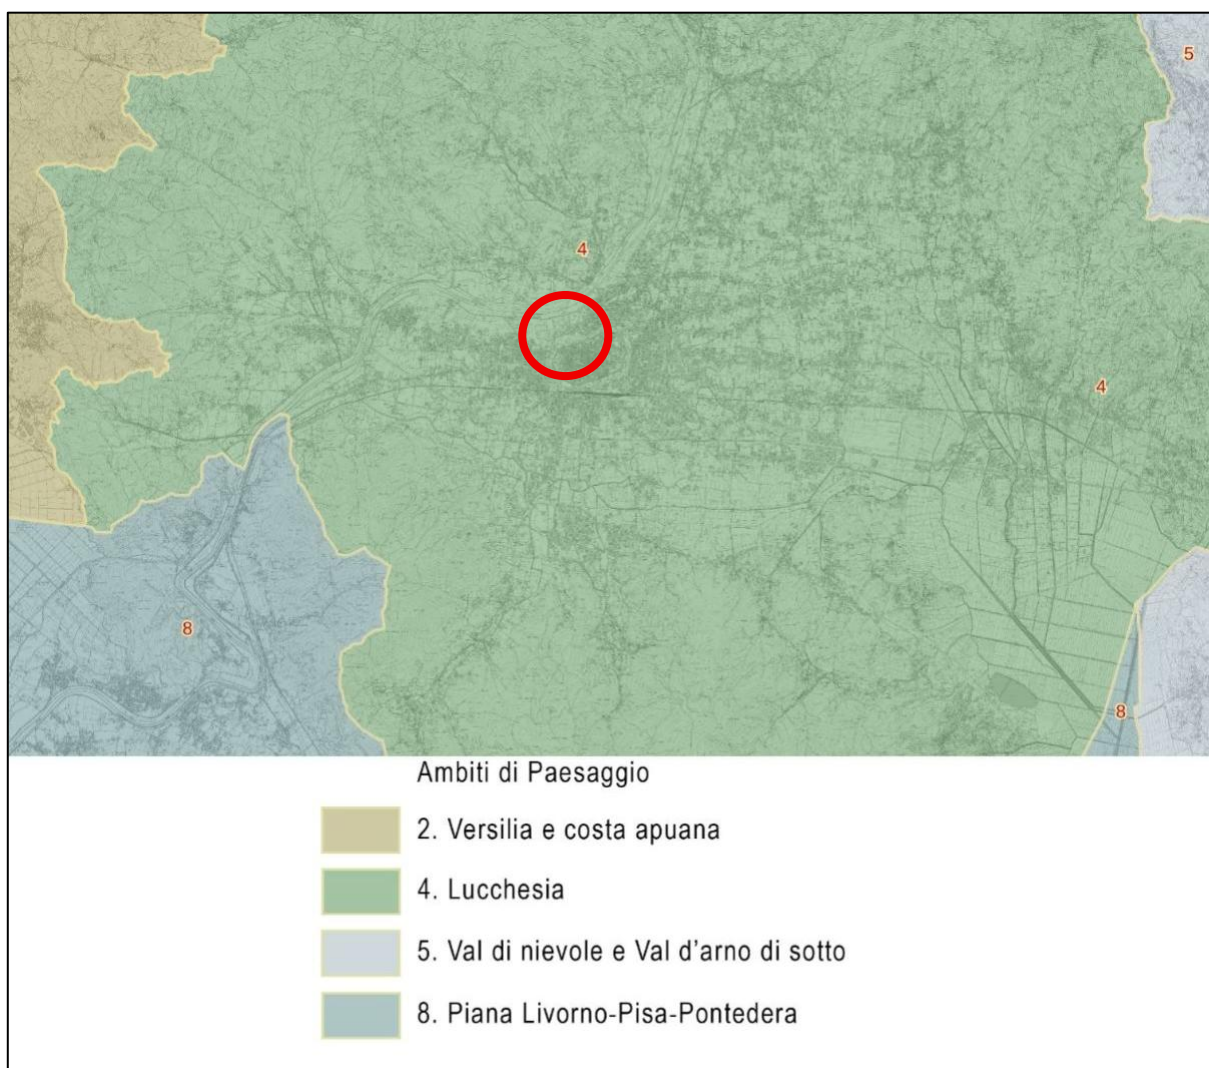 5
4
4
8
8
Ambiti di Paesaggio
2. Versilia e costa apuana
4. Lucchesia
5. Val di nievole e Val d'arno di sotto
8. Piana Livorno-Pisa-Pontedera